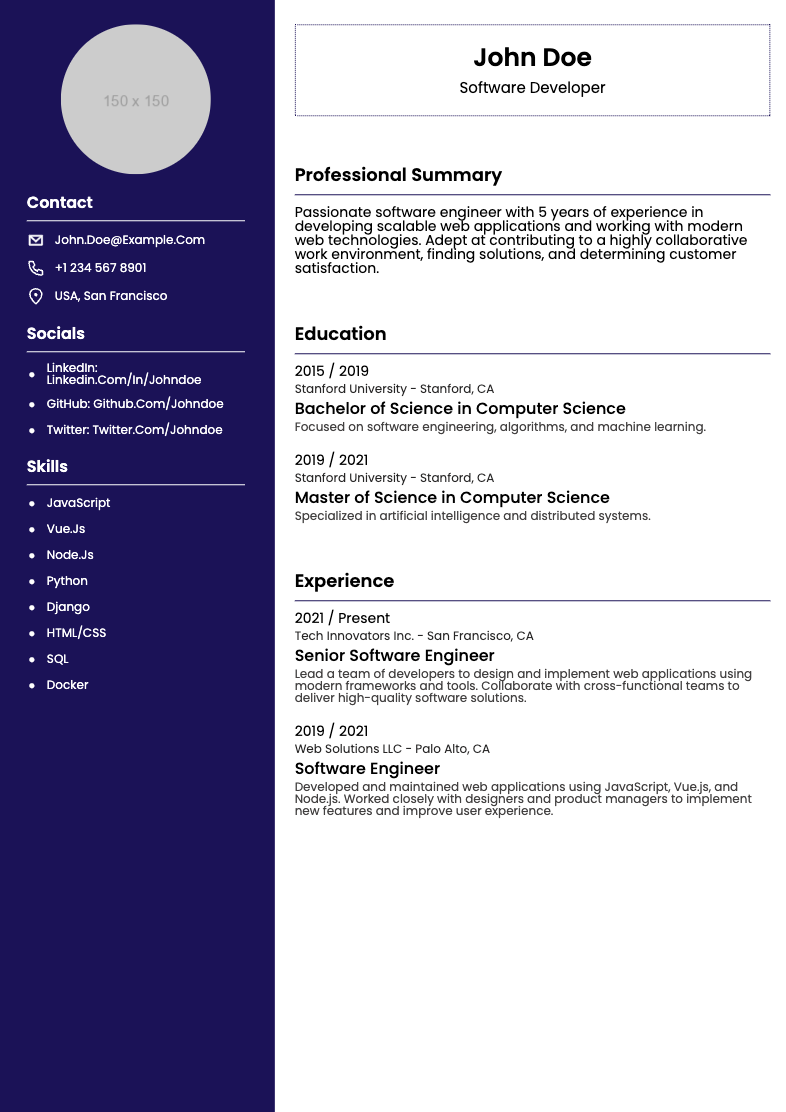 150 x 150
Contact
John.Doe@Example.Com
+1 234 567 8901
USA, San Francisco
Socials
LinkedIn:
Linkedin.Com/In/Johndoe
GitHub: Github.Com/Johndoe
Twitter: Twitter.Com/Johndoe
Skills
JavaScript
Vue.Js
Node.Js
Python
Django
HTML/CSS
SQL
Docker
John Doe
Software Developer
Professional Summary
Passionate software engineer with 5 years of experience in
developing scalable web applications and working with modern
web technologies. Adept at contributing to a highly collaborative
work environment, finding solutions, and determining customer
satisfaction.
Education
2015 / 2019
Stanford University - Stanford, CA
Bachelor of Science in Computer Science
Focused on software engineering, algorithms, and machine learning.
2019 / 2021
Stanford University - Stanford, CA
Master of Science in Computer Science
Specialized in artificial intelligence and distributed systems.
Experience
2021 / Present
Tech Innovators Inc. - San Francisco, CA
Senior Software Engineer
Lead a team of developers to design and implement web applications using
modern frameworks and tools. Collaborate with cross-functional teams to
deliver high-quality software solutions.
2019 / 2021
Web Solutions LLC - Palo Alto, CA
Software Engineer
Developed and maintained web applications using JavaScript, Vue.js, and
Node.js. Worked closely with designers and product managers to implement
new features and improve user experience.